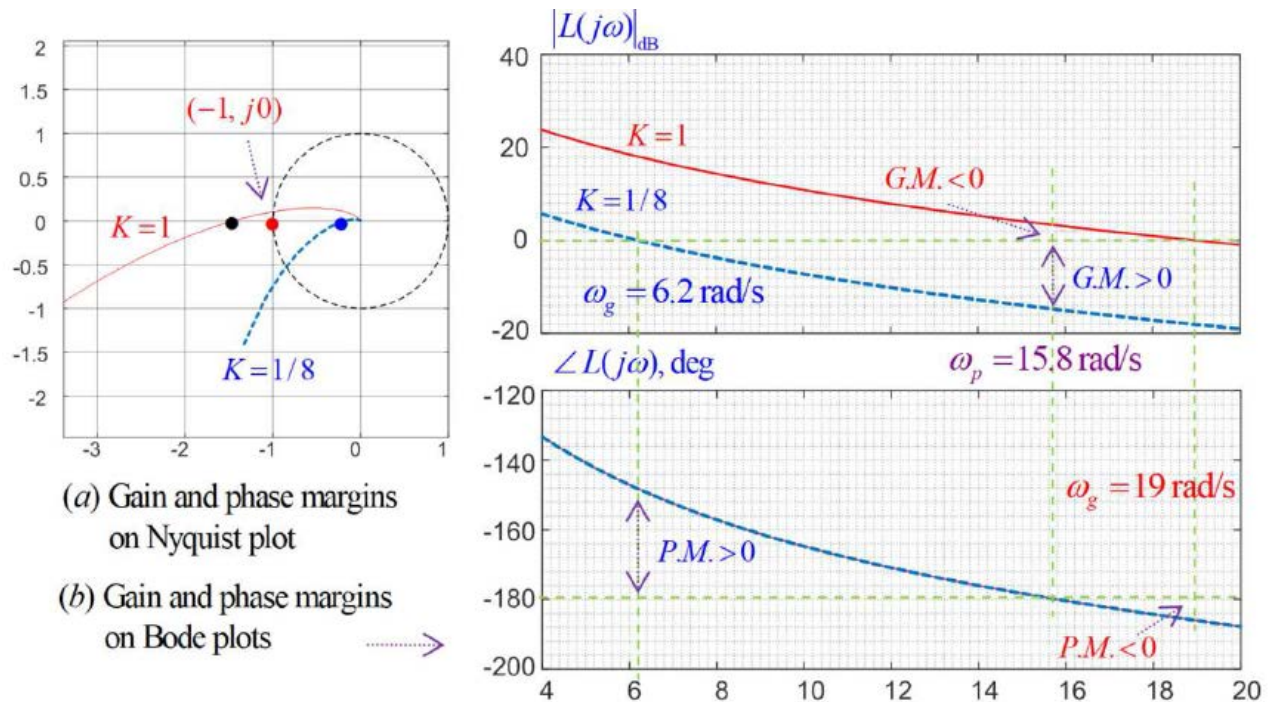 2
1.5
1
0.5
0
-0.5
-1
-1.5
-2
-3
-2
-1
0
1
(−1, j0)
K = 1
K = 1/8
(a) Gain and phase margins
on Nyquist plot
(b) Gain and phase margins
on Bode plots
|L(jω)|dB
40
20
0
-20
K = 1
G.M. < 0
K = 1/8
G.M. > 0
ωg = 6.2 rad/s
∠L(jω), deg
ωp = 15.8 rad/s
-120
-140
-160
-180
-200
ωg = 19 rad/s
P.M. > 0
P.M. < 0
4
6
8
10
12
14
16
18
20